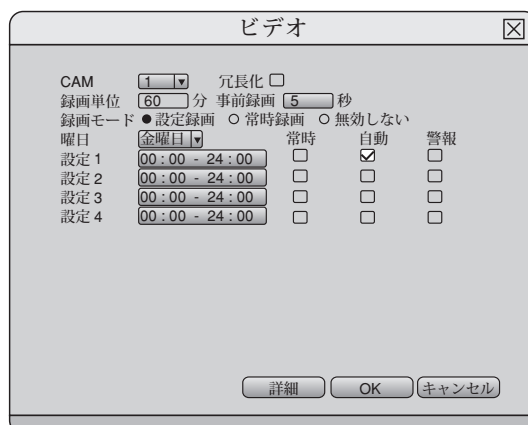 ビデオ
CAM 1 冗長化
録画単位 60 分 事前録画 5 秒
録画モード 設定録画 常時録画 無効しない
曜日 金曜日 常時 自動 警報
設定 1 00 : 00 - 24 : 00
設定 2 00 : 00 - 24 : 00
設定 3 00 : 00 - 24 : 00
設定 4 00 : 00 - 24 : 00
詳細 OK キャンセル